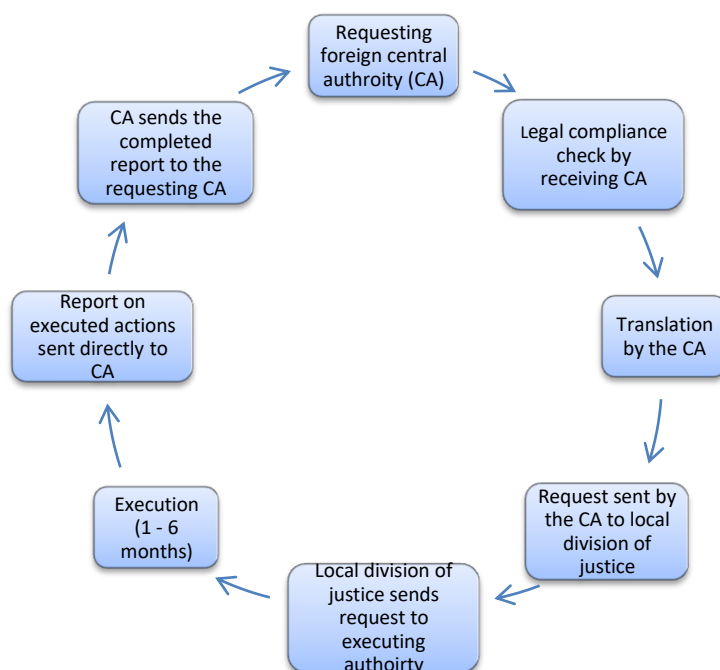 Requesting
foreign central
authroity (CA)
Legal compliance
check by
receiving CA
Translation
by the CA
Request sent by
the CA to local
division of
justice
Local division of
justice sends
request to
executing
authoirty
Execution
(1 - 6
months)
Report on
executed actions
sent directly to
CA
CA sends the
completed
report to the
requesting CA